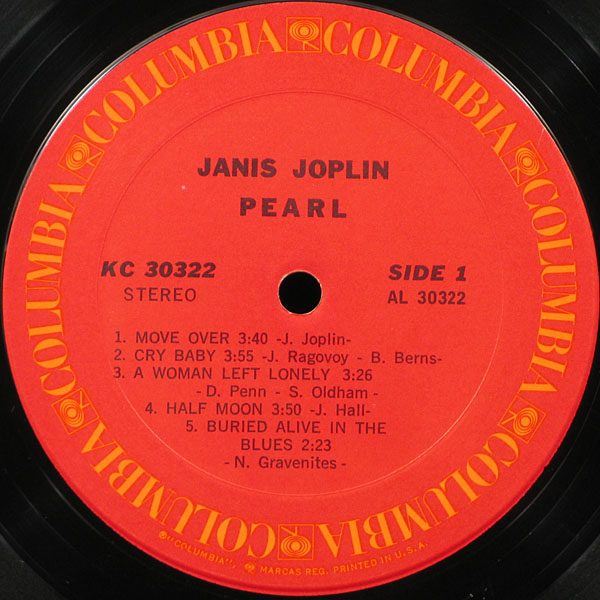 COLUMBIA COLUMBIA COLUMBIA COLUMBIA COLUMBIA COLUMBIA
JANIS JOPLIN
PEARL
KC 30322 SIDE 1
STEREO AL 30322
1. MOVE OVER 3:40 -J. Joplin-
2. CRY BABY 3:55 -J. Ragovoy - B. Berns-
3. A WOMAN LEFT LONELY 3:26
- D. Penn - S. Oldham -
4. HALF MOON 3:50 -J. Hall-
5. BURIED ALIVE IN THE
BLUES 2:23
- N. Gravenites -
℗"COLUMBIA", MARCAS REG. PRINTED IN U.S.A.